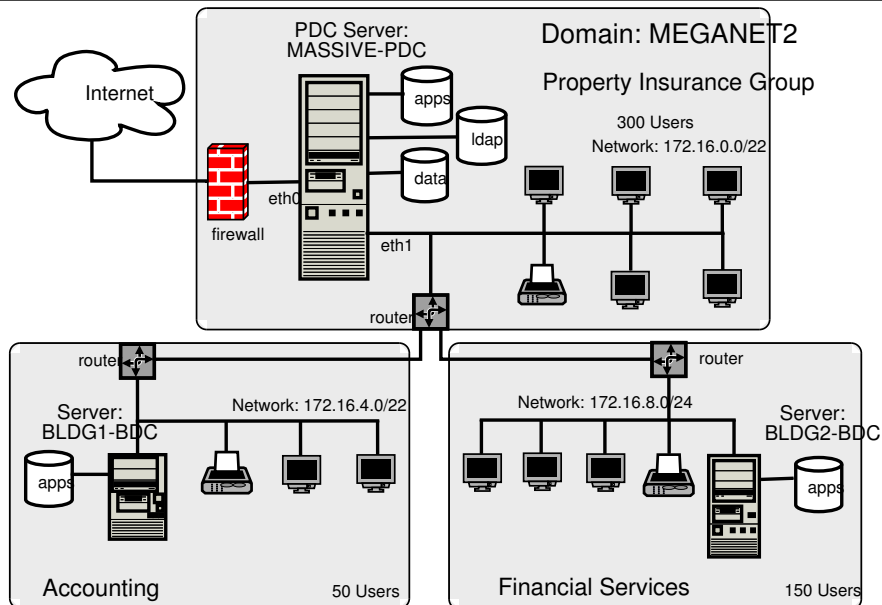 PDC Server:
MASSIVE-PDC
Domain: MEGANET2
Property Insurance Group
Internet
apps
ldap
data
300 Users
Network: 172.16.0.0/22
eth0
firewall
eth1
router
router
router
Server:
BLDG1-BDC
Network: 172.16.4.0/22
apps
Accounting
50 Users
Network: 172.16.8.0/24
Server:
BLDG2-BDC
apps
Financial Services
150 Users